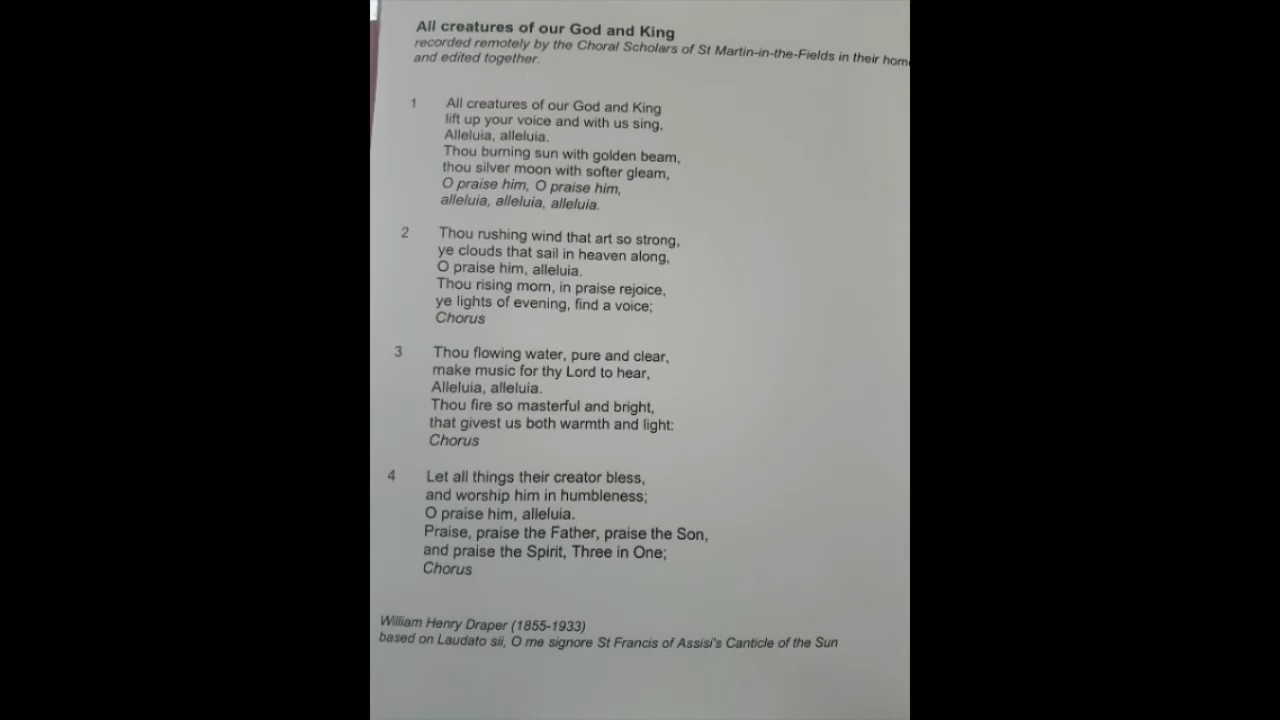 All creatures of our God and King
recorded remotely by the Choral Scholars of St Martin-in-the-Fields in their hom
and edited together.
1 All creatures of our God and King
lift up your voice and with us sing,
Alleluia, alleluia.
Thou burning sun with golden beam,
thou silver moon with softer gleam,
O praise him, O praise him,
alleluia, alleluia, alleluia.
2 Thou rushing wind that art so strong,
ye clouds that sail in heaven along,
O praise him, alleluia.
Thou rising morn, in praise rejoice,
ye lights of evening, find a voice;
Chorus
3 Thou flowing water, pure and clear,
make music for thy Lord to hear,
Alleluia, alleluia.
Thou fire so masterful and bright,
that givest us both warmth and light:
Chorus
4 Let all things their creator bless,
and worship him in humbleness;
O praise him, alleluia.
Praise, praise the Father, praise the Son,
and praise the Spirit, Three in One;
Chorus
William Henry Draper (1855-1933)
based on Laudato sii, O me signore St Francis of Assisi's Canticle of the Sun